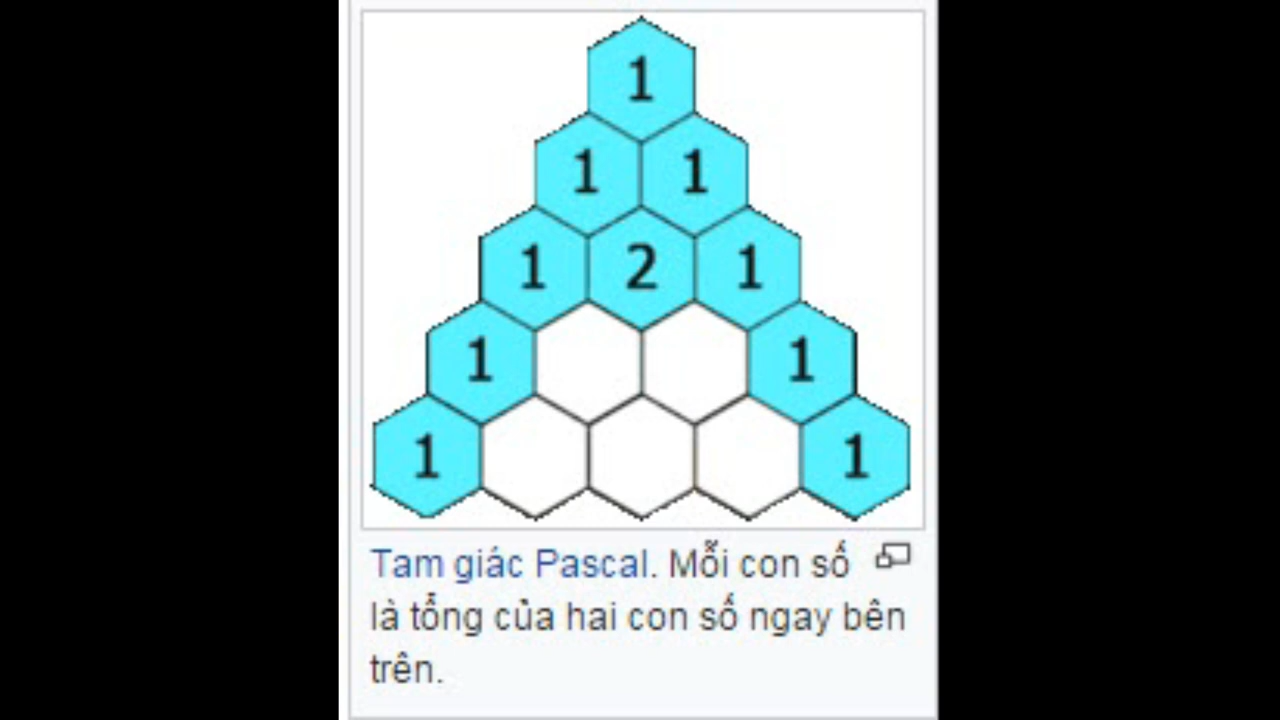 1
1 1
1 2 1
1 1
1 1
Tam giác Pascal. Mỗi con số
là tổng của hai con số ngay bên
trên.